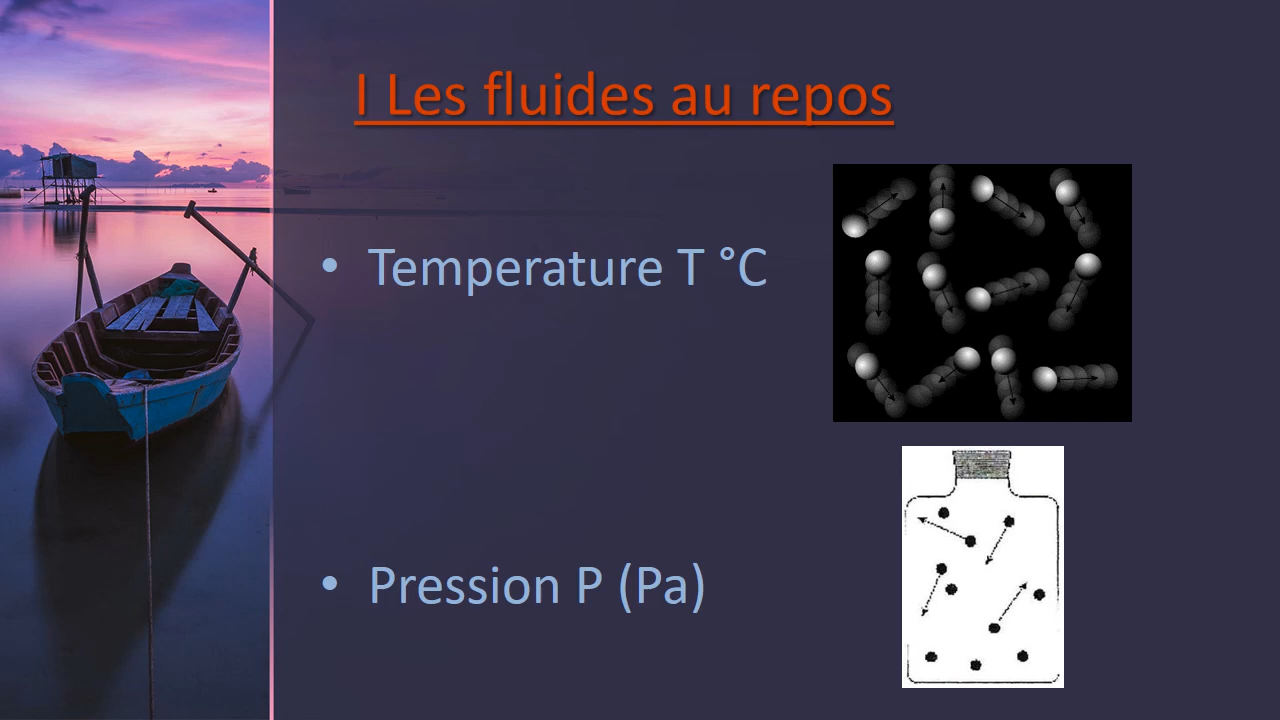 I Les fluides au repos
• Temperature T °C
• Pression P (Pa)